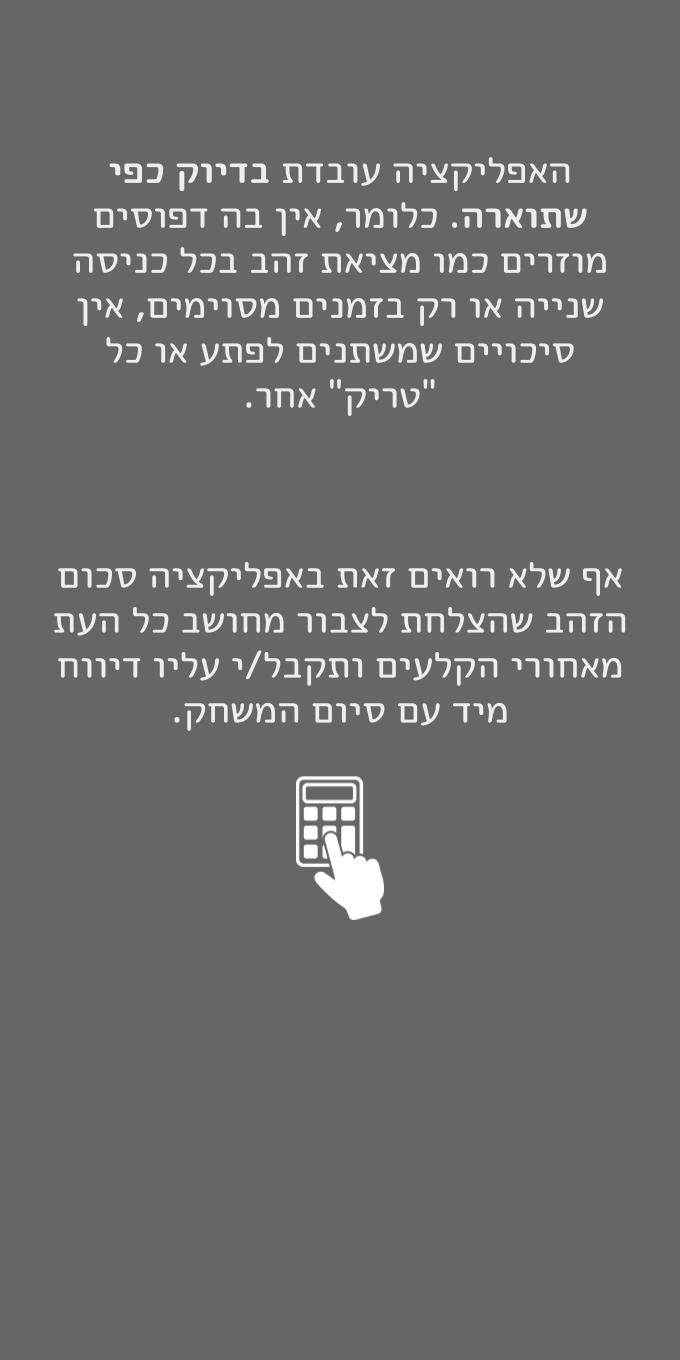 האפליקציה עובדת בדיוק כפי
שתוארה. כלומר, אין בה דפוסים
מוזרים כמו מציאת זהב בכל כניסה
שנייה או רק בזמנים מסוימים, אין
סיכויים שמשתנים לפתע או כל
"טריק" אחר.
אף שלא רואים זאת באפליקציה סכום
הזהב שהצלחת לצבור מחושב כל העת
מאחורי הקלעים ותקבל/י עליו דיווח
מיד עם סיום המשחק.